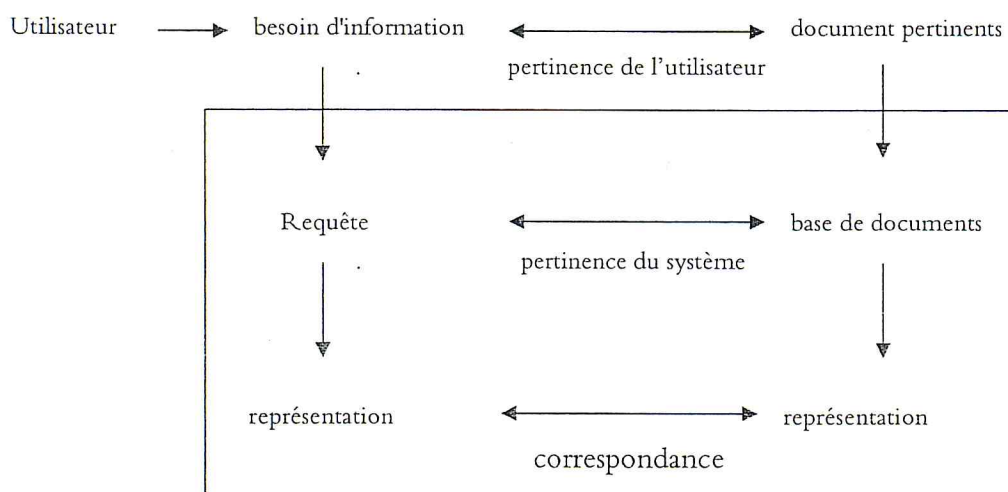 Utilisateur besoin d'information document pertinents
pertinence de l'utilisateur
Requête base de documents
pertinence du système
représentation représentation
correspondance